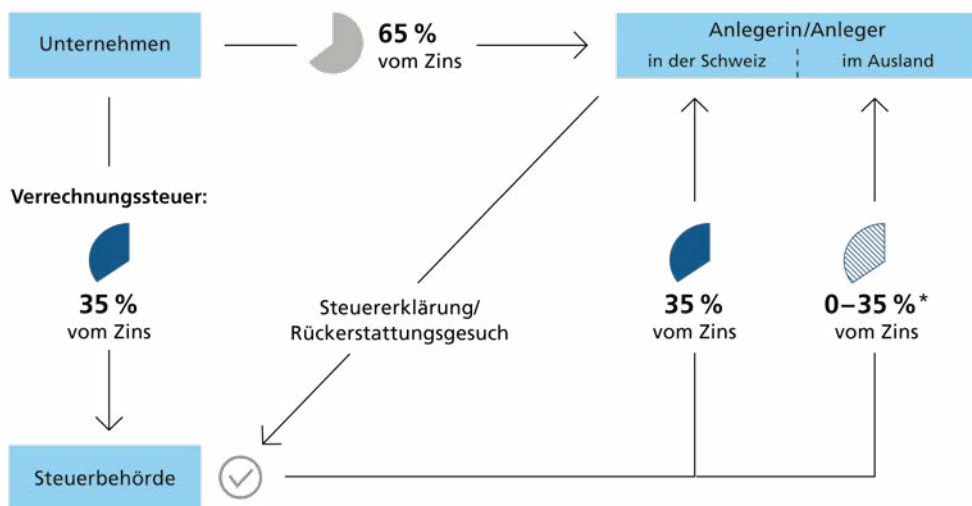 Unternehmen
65 %
vom Zins
Anlegerin/Anleger
in der Schweiz
im Ausland
Verrechnungssteuer:
35 %
vom Zins
Steuererklärung/
Rückerstattungsgesuch
35 %
vom Zins
0–35 %*
vom Zins
Steuerbehörde